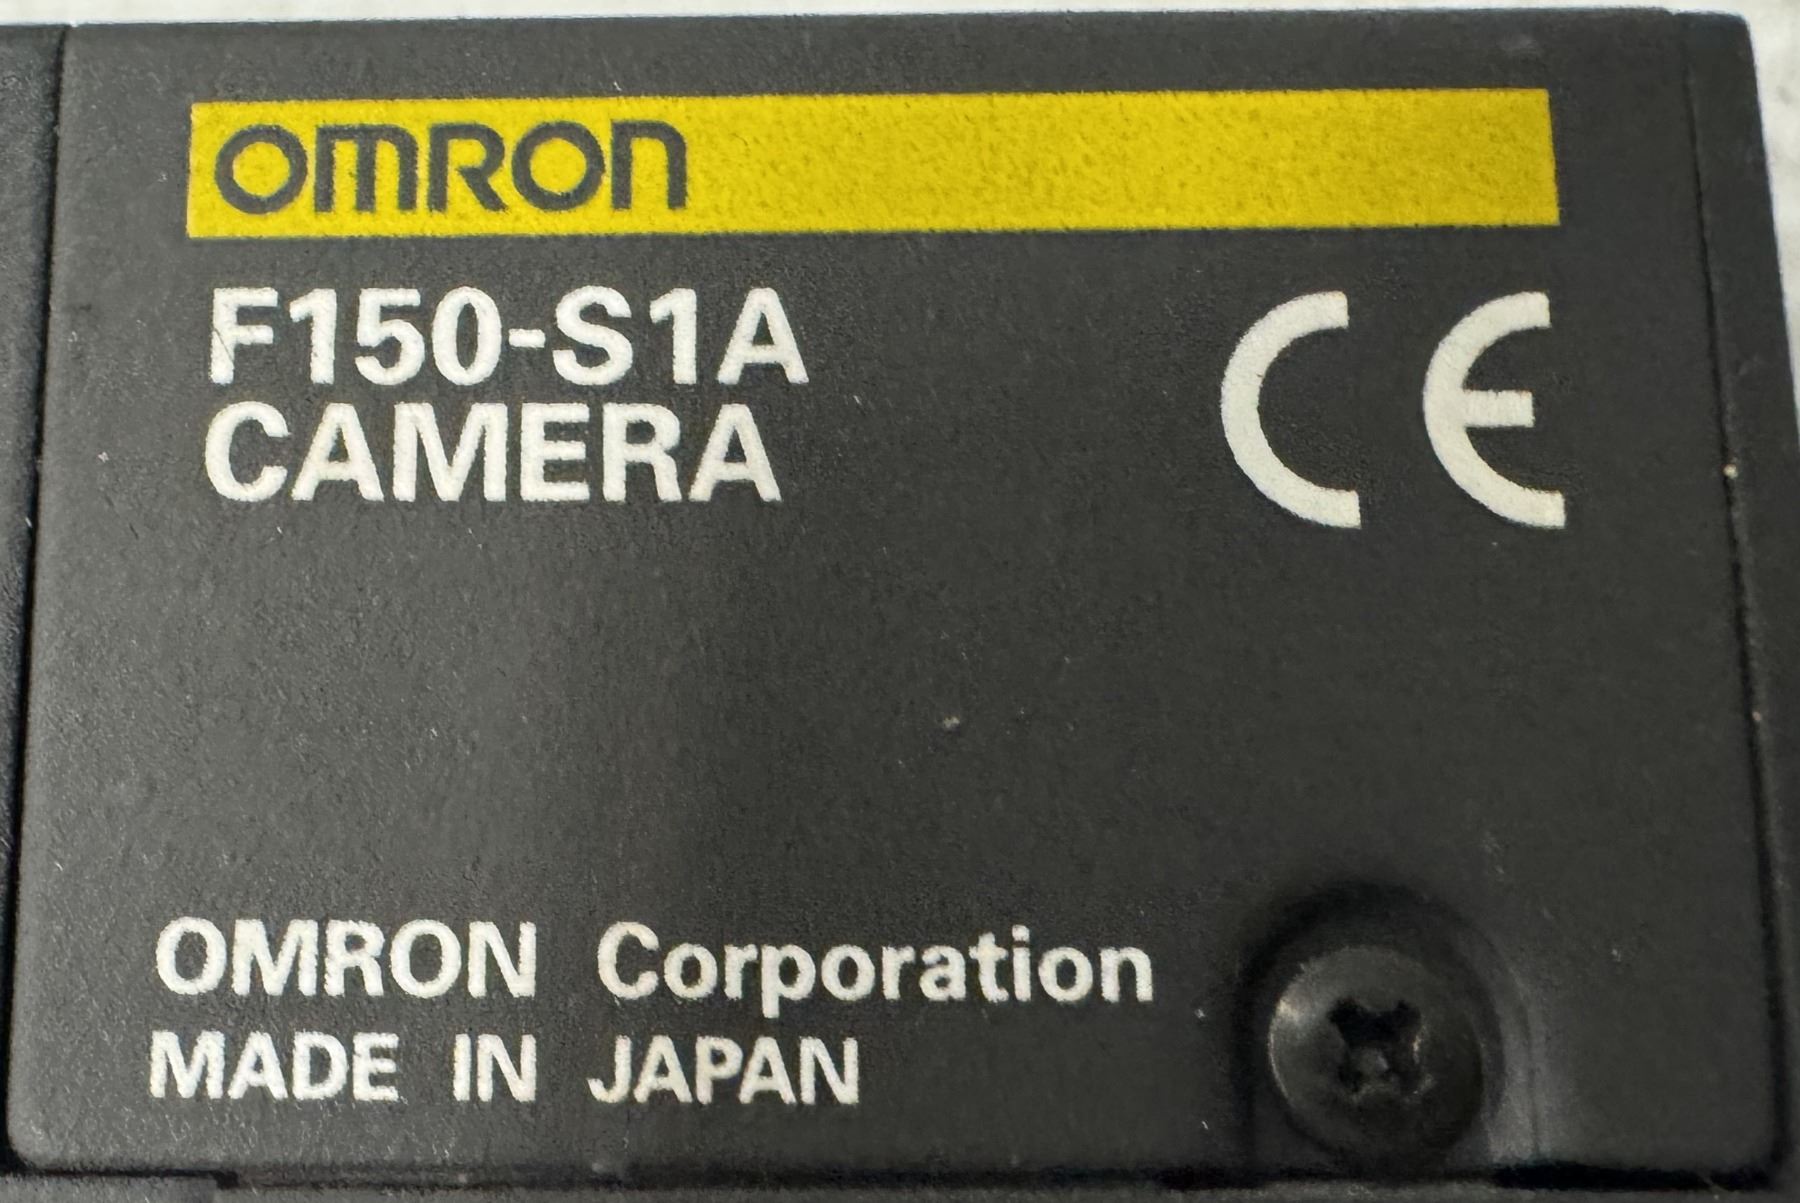 OMRON
F150-S1A
CAMERA
CE
OMRON Corporation
MADE IN JAPAN